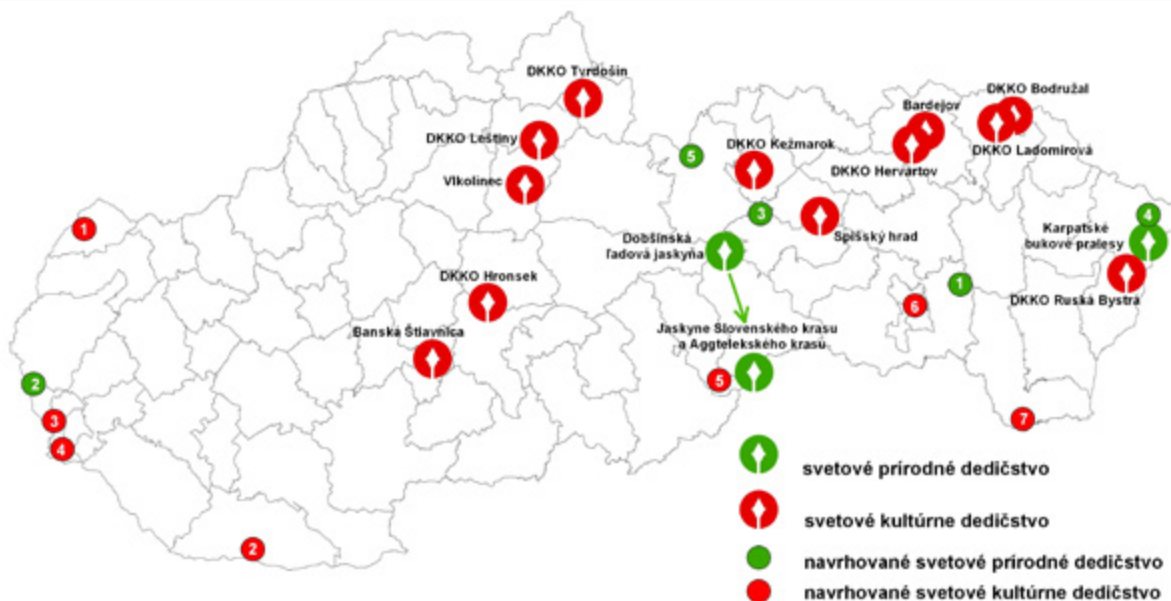 DKKO Tvrdošín
DKKO Leštiny
Vlkolinec
DKKO Bodružal
Bardejov
DKKO Kežmarok
DKKO Ladomirová
DKKO Hervartov
5
3
4
1
Spišský hrad
Dobšinská
ľadová jaskyňa
Karpatské
bukové pralesy
DKKO Hronsek
1
DKKO Ruská Bystrá
6
Banská Štiavnica
Jaskyne Slovenského krasu
a Aggtelekského krasu
2
5
3
4
7
2
svetové prírodné dedičstvo
svetové kultúrne dedičstvo
navrhované svetové prírodné dedičstvo
navrhované svetové kultúrne dedičstvo